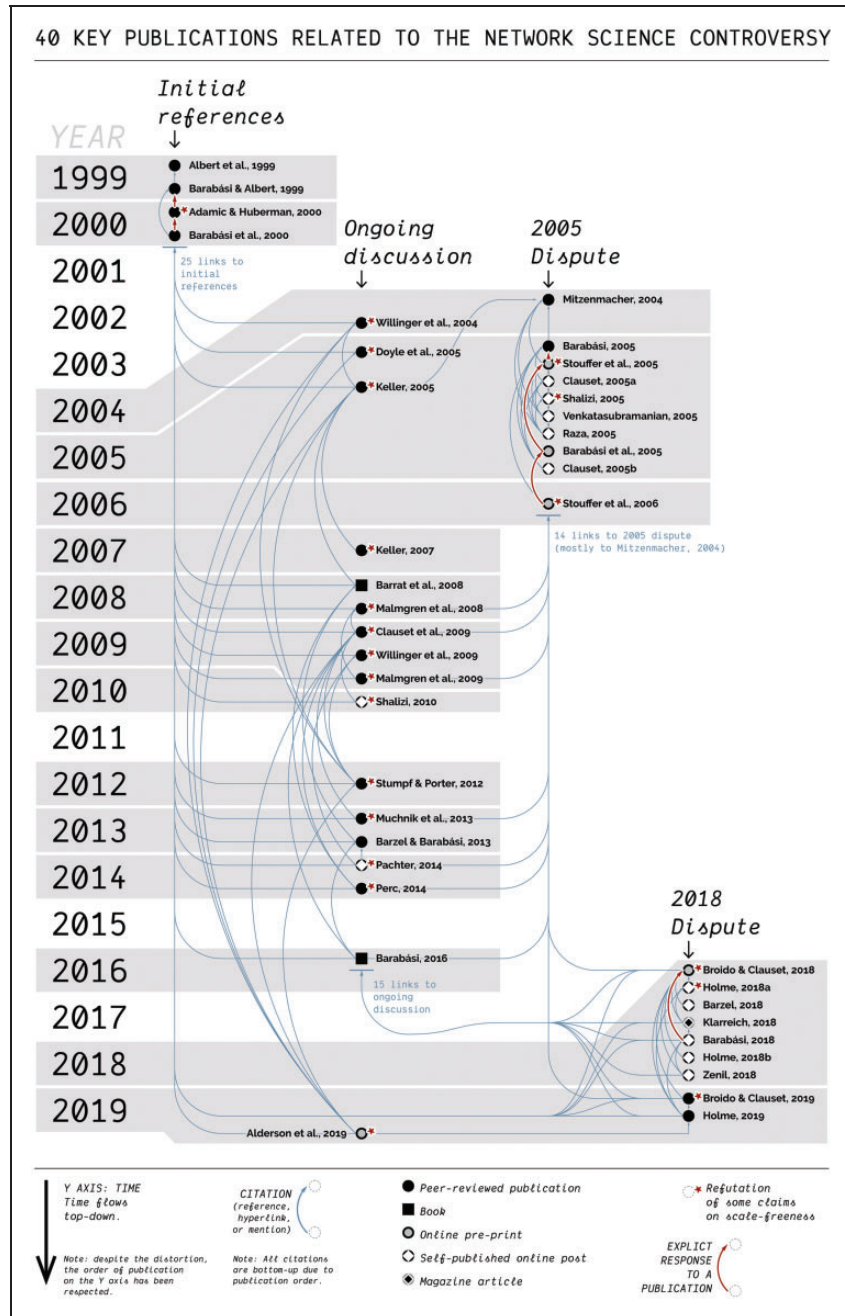 40 KEY PUBLICATIONS RELATED TO THE NETWORK SCIENCE CONTROVERSY
Initial
references
YEAR
1999
2000
2001
2002
2003
2004
2005
2006
2007
2008
2009
2010
2011
2012
2013
2014
2015
2016
2017
2018
2019
Albert et al., 1999
Barabási & Albert, 1999
Adamic & Huberman, 2000
Barabási et al., 2000
25 links to
initial
references
Ongoing
discussion
Willinger et al., 2004
Doyle et al., 2005
Keller, 2005
Keller, 2007
Barrat et al., 2008
Malmgren et al., 2008
Clauset et al., 2009
Willinger et al., 2009
Malmgren et al., 2009
Shalizi, 2010
Stumpf & Porter, 2012
Muchnik et al., 2013
Barzel & Barabási, 2013
Pachter, 2014
Perc, 2014
Barabási, 2016
15 links to
ongoing
discussion
Alderson et al., 2019
2005
Dispute
Mitzenmacher, 2004
Barabási, 2005
Stouffer et al., 2005
Clauset, 2005a
Shalizi, 2005
Venkatasubramanian, 2005
Raza, 2005
Barabási et al., 2005
Clauset, 2005b
Stouffer et al., 2006
14 links to 2005 dispute
(mostly to Mitzenmacher, 2004)
2018
Dispute
Broido & Clauset, 2018
Holme, 2018a
Barzel, 2018
Klarreich, 2018
Barabási, 2018
Holme, 2018b
Zenil, 2018
Broido & Clauset, 2019
Holme, 2019
Y AXIS: TIME
Time flows
top-down.
Note: despite the distortion,
the order of publication
on the Y axis has been
respected.
CITATION
(reference,
hyperlink,
or mention)
Note: All citations
are bottom-up due to
publication order.
Peer-reviewed publication
Book
Online pre-print
Self-published online post
Magazine article
Refutation
of some claims
on scale-freeness
EXPLICT
RESPONSE
TO A
PUBLICATION